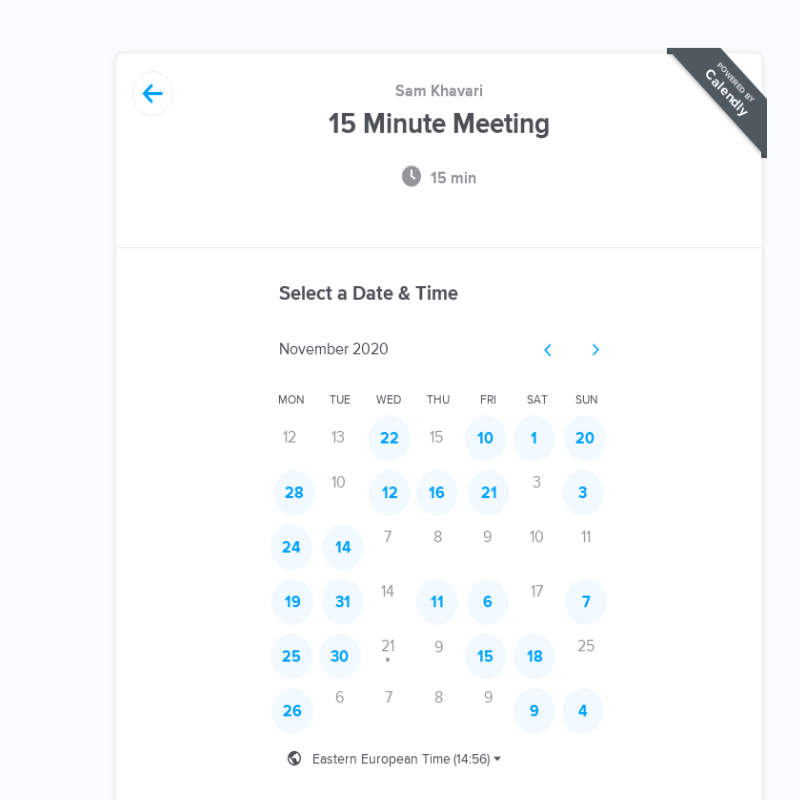 POWERED BY
Calendly
Sam Khavari
15 Minute Meeting
15 min
Select a Date & Time
November 2020
MON TUE WED THU FRI SAT SUN
12 13 22 15 10 1 20
28 10 12 16 21 3 3
24 14 7 8 9 10 11
19 31 14 11 6 17 7
25 30 21 9 15 18 25
26 6 7 8 9 9 4
Eastern European Time (14:56)